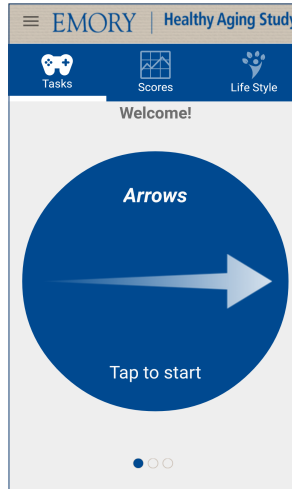 EMORY | Healthy Aging Study
Tasks
Scores
Life Style
Welcome!
Arrows
Tap to start